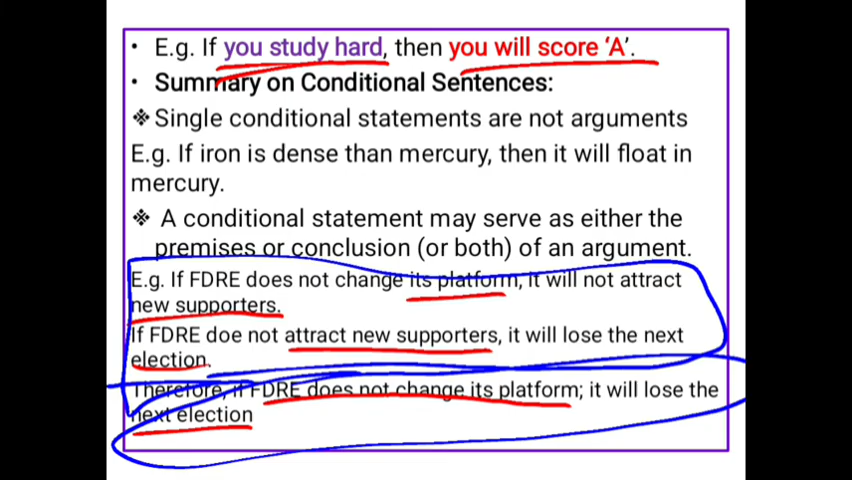 • E.g. If you study hard, then you will score ‘A’.
• Summary on Conditional Sentences:
❖ Single conditional statements are not arguments
E.g. If iron is dense than mercury, then it will float in
mercury.
❖ A conditional statement may serve as either the
premises or conclusion (or both) of an argument.
E.g. If FDRE does not change its platform, it will not attract
new supporters.
If FDRE doe not attract new supporters, it will lose the next
election.
Therefore, if FDRE does not change its platform; it will lose the
next election